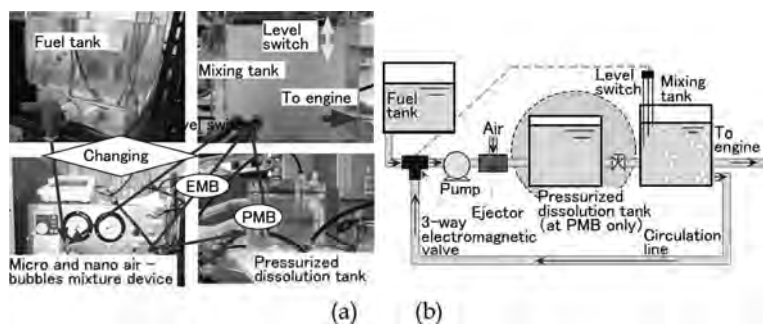 Fuel tank
Level
switch
Mixing tank
To engine
Changing
EMB
PMB
Micro and nano air –
bubbles mixture device
Pressurized
dissolution tank
(a)
Fuel
tank
Level
switch
Mixing
tank
To
engine
Air
Pump
Ejector
Pressurized
dissolution tank
(at PMB only)
3-way
electromagnetic
valve
Circulation
line
(b)